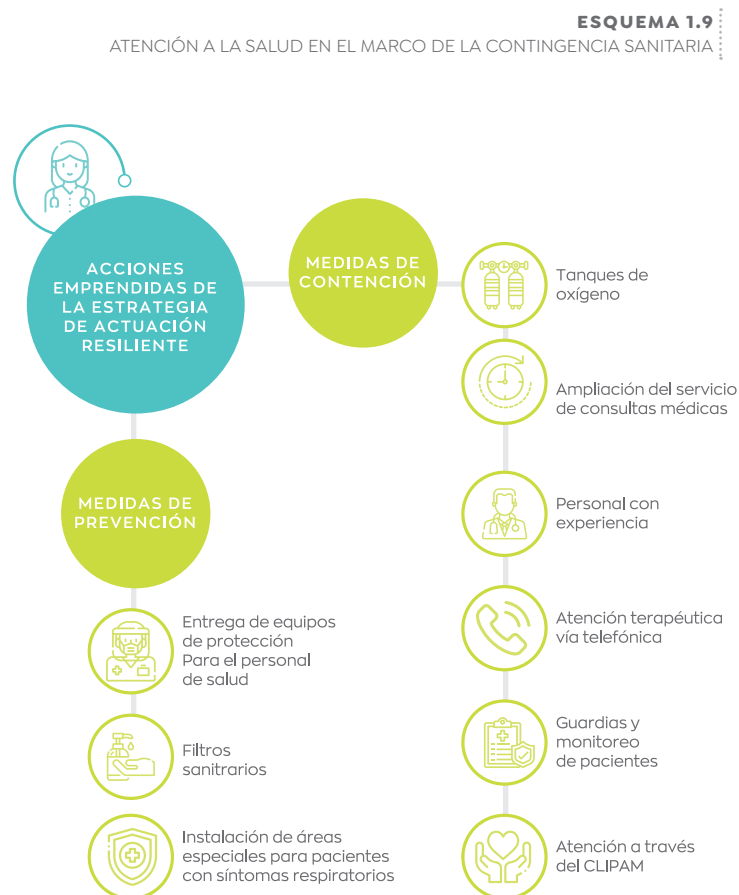 ESQUEMA 1.9
ATENCIÓN A LA SALUD EN EL MARCO DE LA CONTINGENCIA SANITARIA
ACCIONES
EMPRENDIDAS DE
LA ESTRATEGIA
DE ACTUACIÓN
RESILIENTE
MEDIDAS DE
CONTENCIÓN
Tanques de
oxígeno
Ampliación del servicio
de consultas médicas
Personal con
experiencia
Atención terapéutica
vía telefónica
Guardias y
monitoreo
de pacientes
Atención a través
del CLIPAM
MEDIDAS DE
PREVENCIÓN
Entrega de equipos
de protección
Para el personal
de salud
Filtros
sanitrarios
Instalación de áreas
especiales para pacientes
con síntomas respiratorios